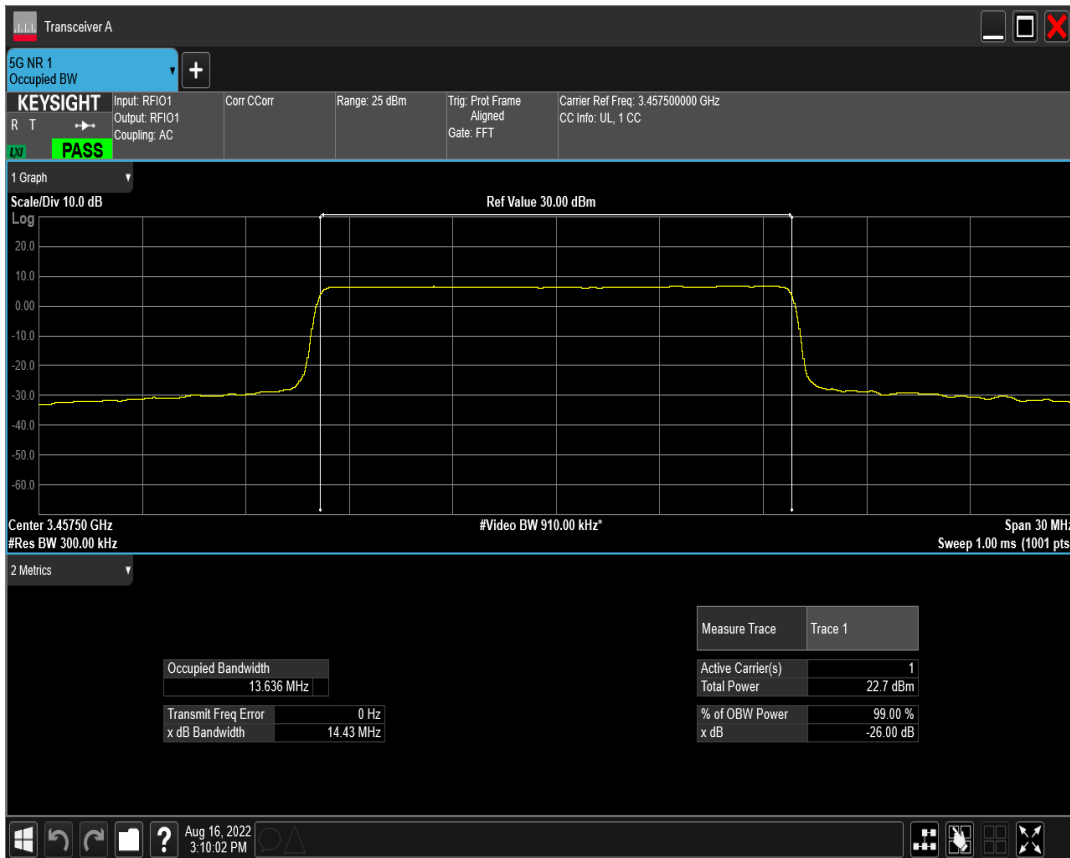 Transceiver A
5G NR 1
Occupied BW
+
KEYSIGHT
R T
LXI
PASS
Input: RFIO1
Output: RFIO1
Coupling: AC
Corr CCorr
Range: 25 dBm
Trig: Prot Frame
Aligned
Gate: FFT
Carrier Ref Freq: 3.457500000 GHz
CC Info: UL, 1 CC
1 Graph
Scale/Div 10.0 dB
Ref Value 30.00 dBm
Log
20.0
10.0
0.00
-10.0
-20.0
-30.0
-40.0
-50.0
-60.0
Center 3.45750 GHz
#Video BW 910.00 kHz*
Span 30 MHz
#Res BW 300.00 kHz
Sweep 1.00 ms (1001 pts
2 Metrics
Measure Trace Trace 1
Occupied Bandwidth
13.636 MHz
Active Carrier(s) 1
Total Power 22.7 dBm
Transmit Freq Error 0 Hz
x dB Bandwidth 14.43 MHz
% of OBW Power 99.00 %
x dB -26.00 dB
?
Aug 16, 2022
3:10:02 PM